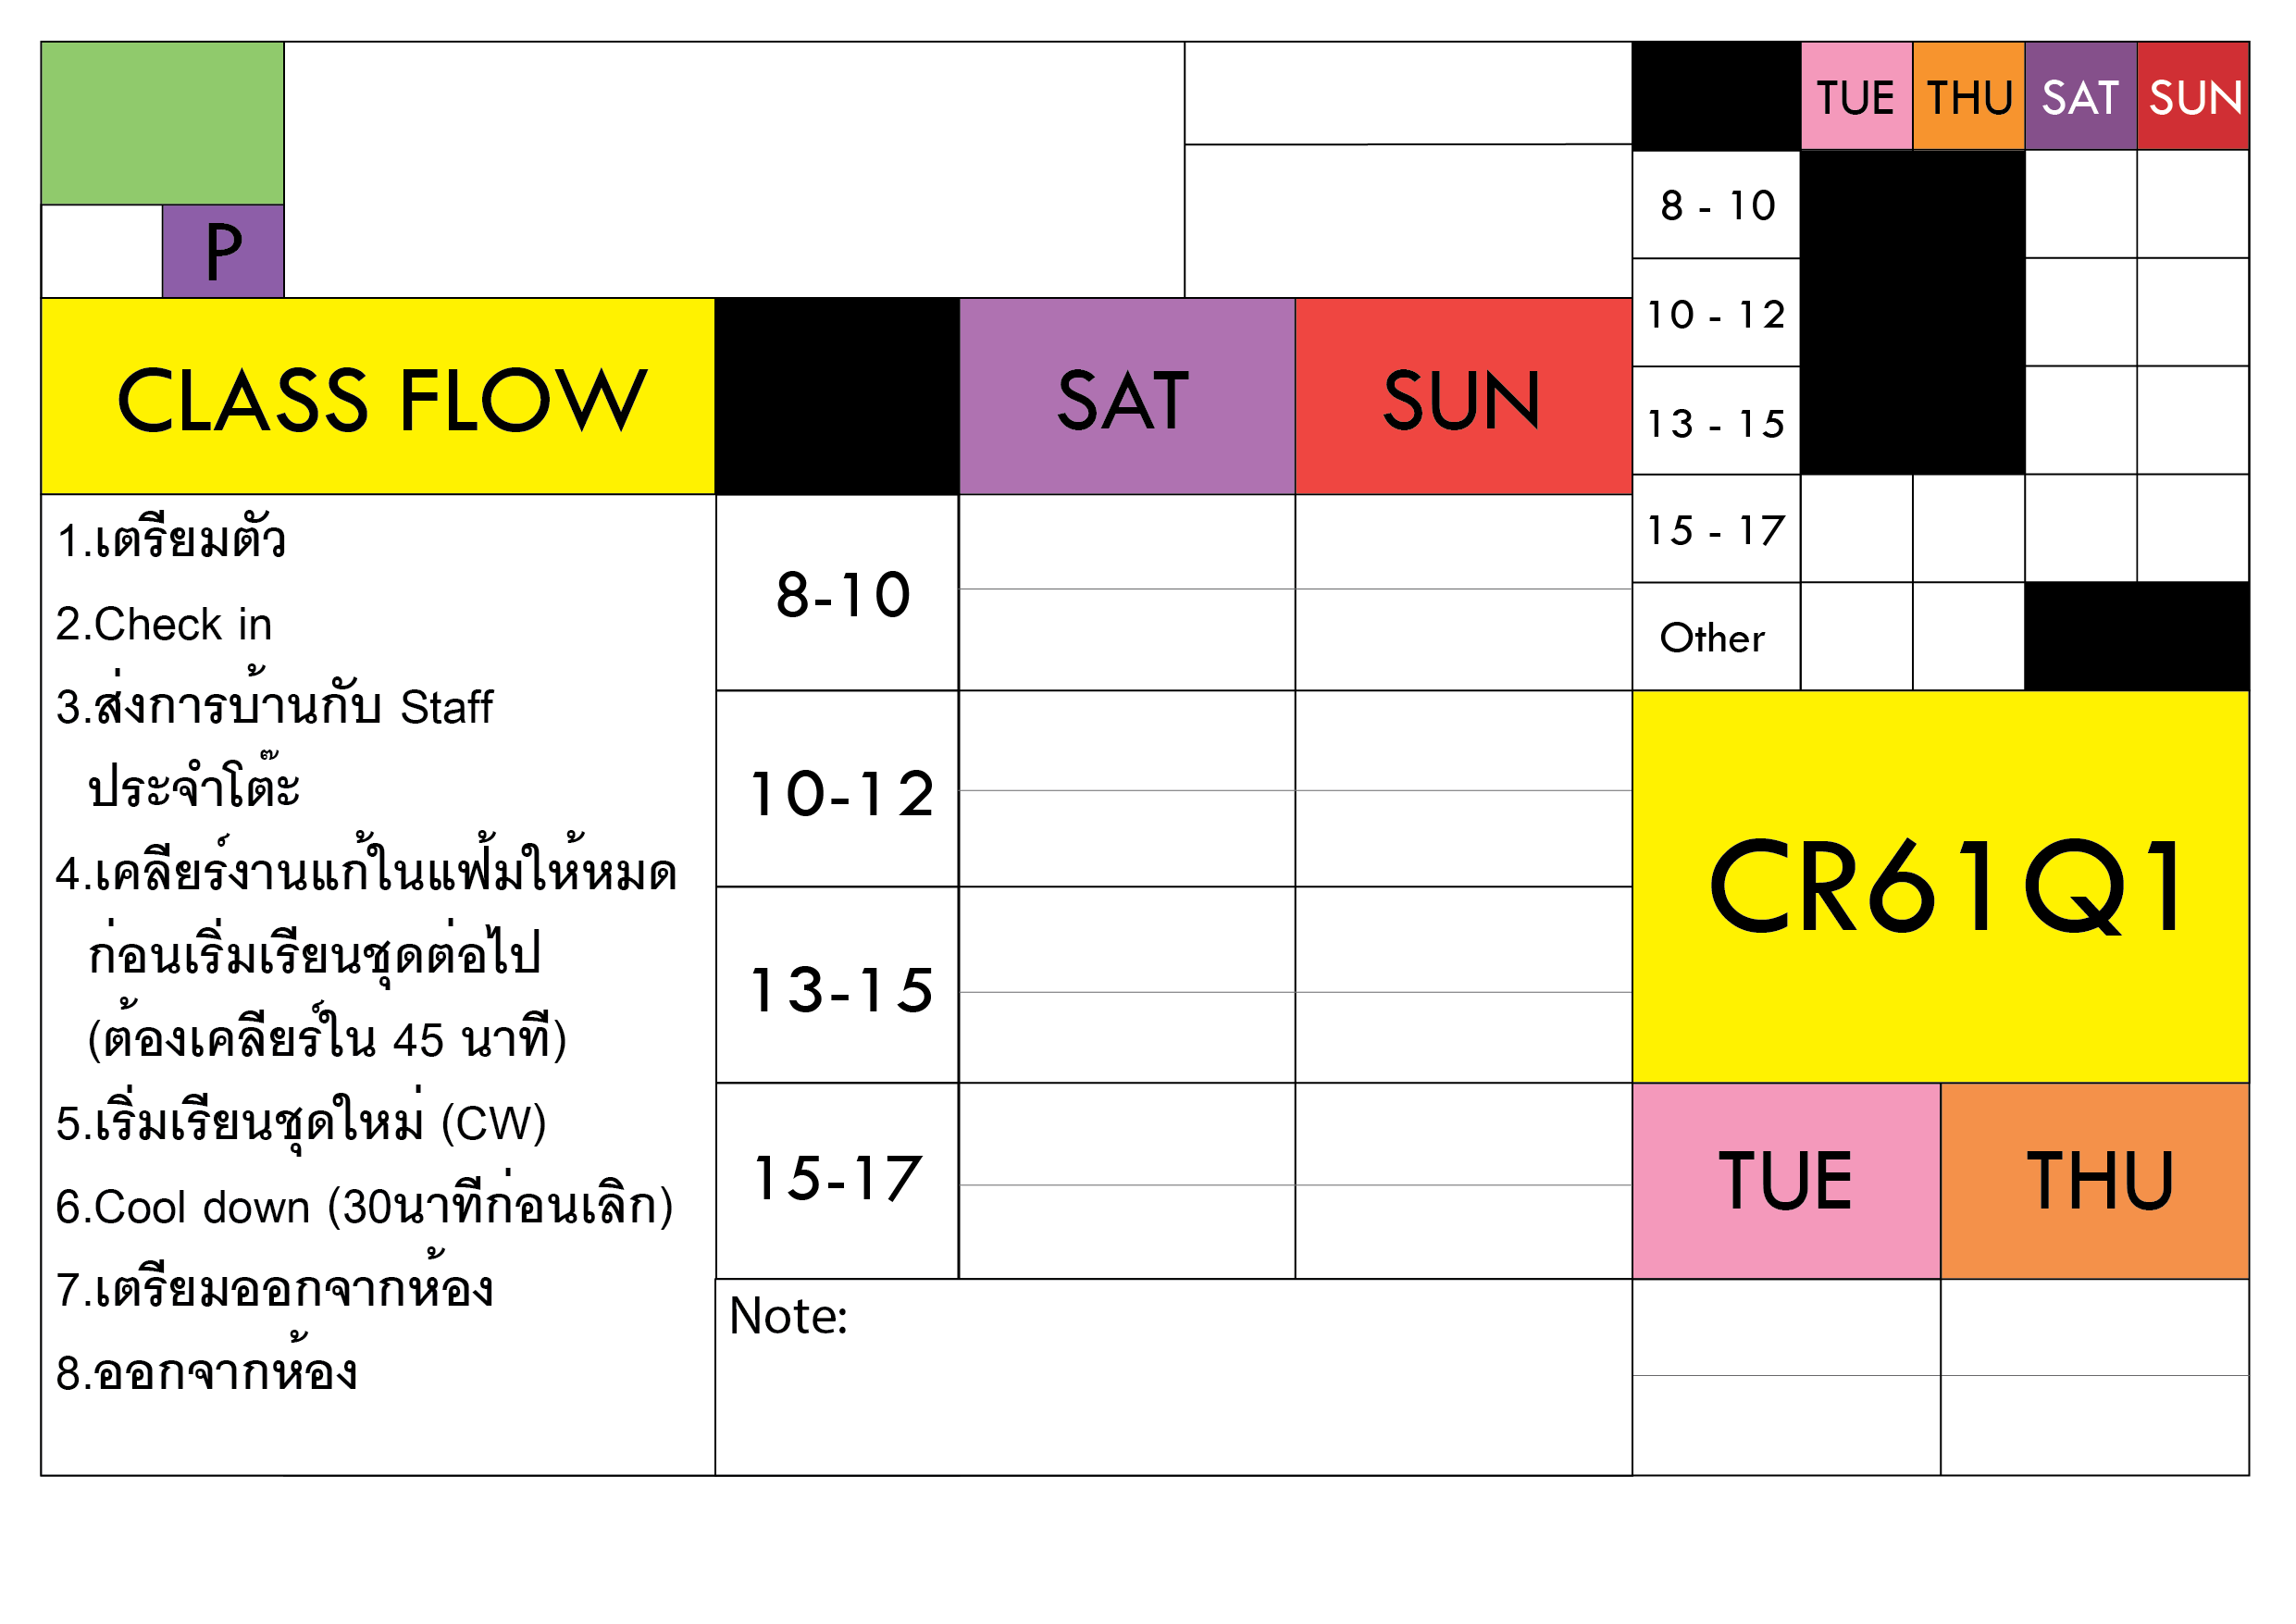 P
TUE THU SAT SUN
8 - 10
10 - 12
13 - 15
15 - 17
Other
CLASS FLOW
SAT SUN
1.เตรียมตัว
2.Check in
3.ส่งการบ้านกับ Staff
ประจำโต๊ะ
4.เคลียร์งานแก้ในแฟ้มให้หมด
ก่อนเริ่มเรียนชุดต่อไป
(ต้องเคลียร์ใน 45 นาที)
5.เริ่มเรียนชุดใหม่ (CW)
6.Cool down (30นาทีก่อนเลิก)
7.เตรียมออกจากห้อง
8.ออกจากห้อง
8-10
10-12
13-15
15-17
Note:
CR61Q1
TUE THU